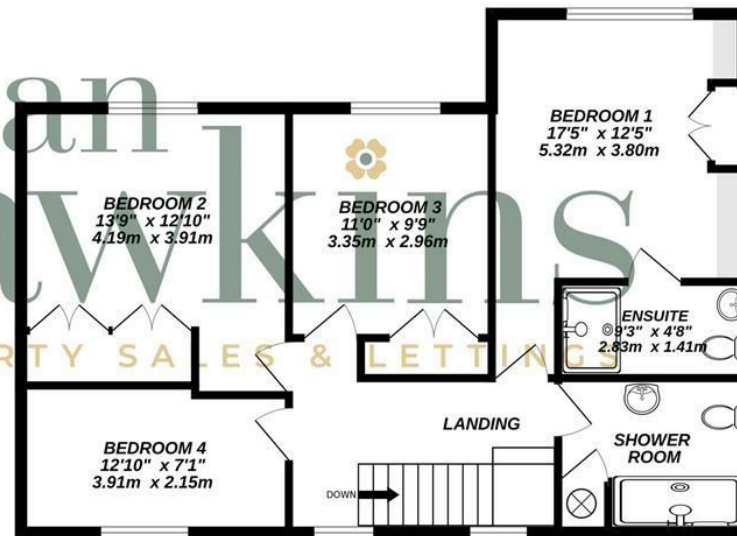 an
BEDROOM 1
17'5" x 12'5"
5.32m x 3.80m
BEDROOM 2
13'9" x 12'10"
4.19m x 3.91m
BEDROOM 3
11'0" x 9'9"
3.35m x 2.96m
awkins
ENSUITE
9'3" x 4'8"
2.83m x 1.41m
RTY SALES & LETTINGS
LANDING
BEDROOM 4
12'10" x 7'1"
3.91m x 2.15m
SHOWER
ROOM
DOWN